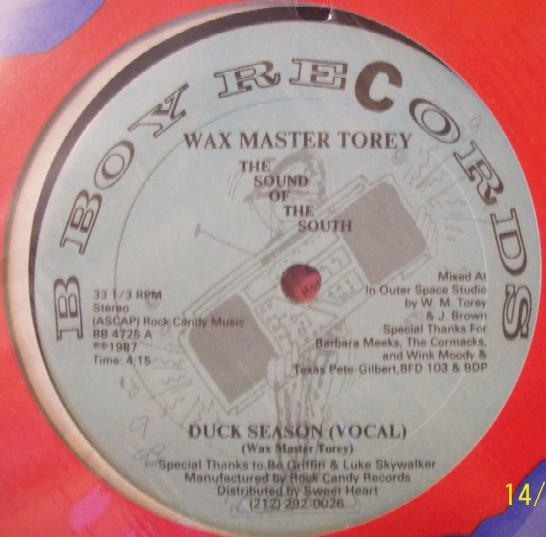 B BOY RECORDS
WAX MASTER TOREY
THE
SOUND
OF
THE
SOUTH
33 1/3 RPM
Stereo
(ASCAP) Rock Candy Music
BB 4725 A
℗©1987
Time: 4:15
Mixed At
In Outer Space Studio
by W. M. Torey
& J. Brown
Special Thanks For
Barbara Meeks, The Cormacks,
and Wink Moody &
Texas Pete-Gilbert,BFD 103 & BDP
DUCK SEASON (VOCAL)
(Wax Master Torey)
Special Thanks to Bo Griffin & Luke Skywalker
Manufactured by Rock Candy Records
Distributed by Sweet Heart
(212) 292-0026
14/